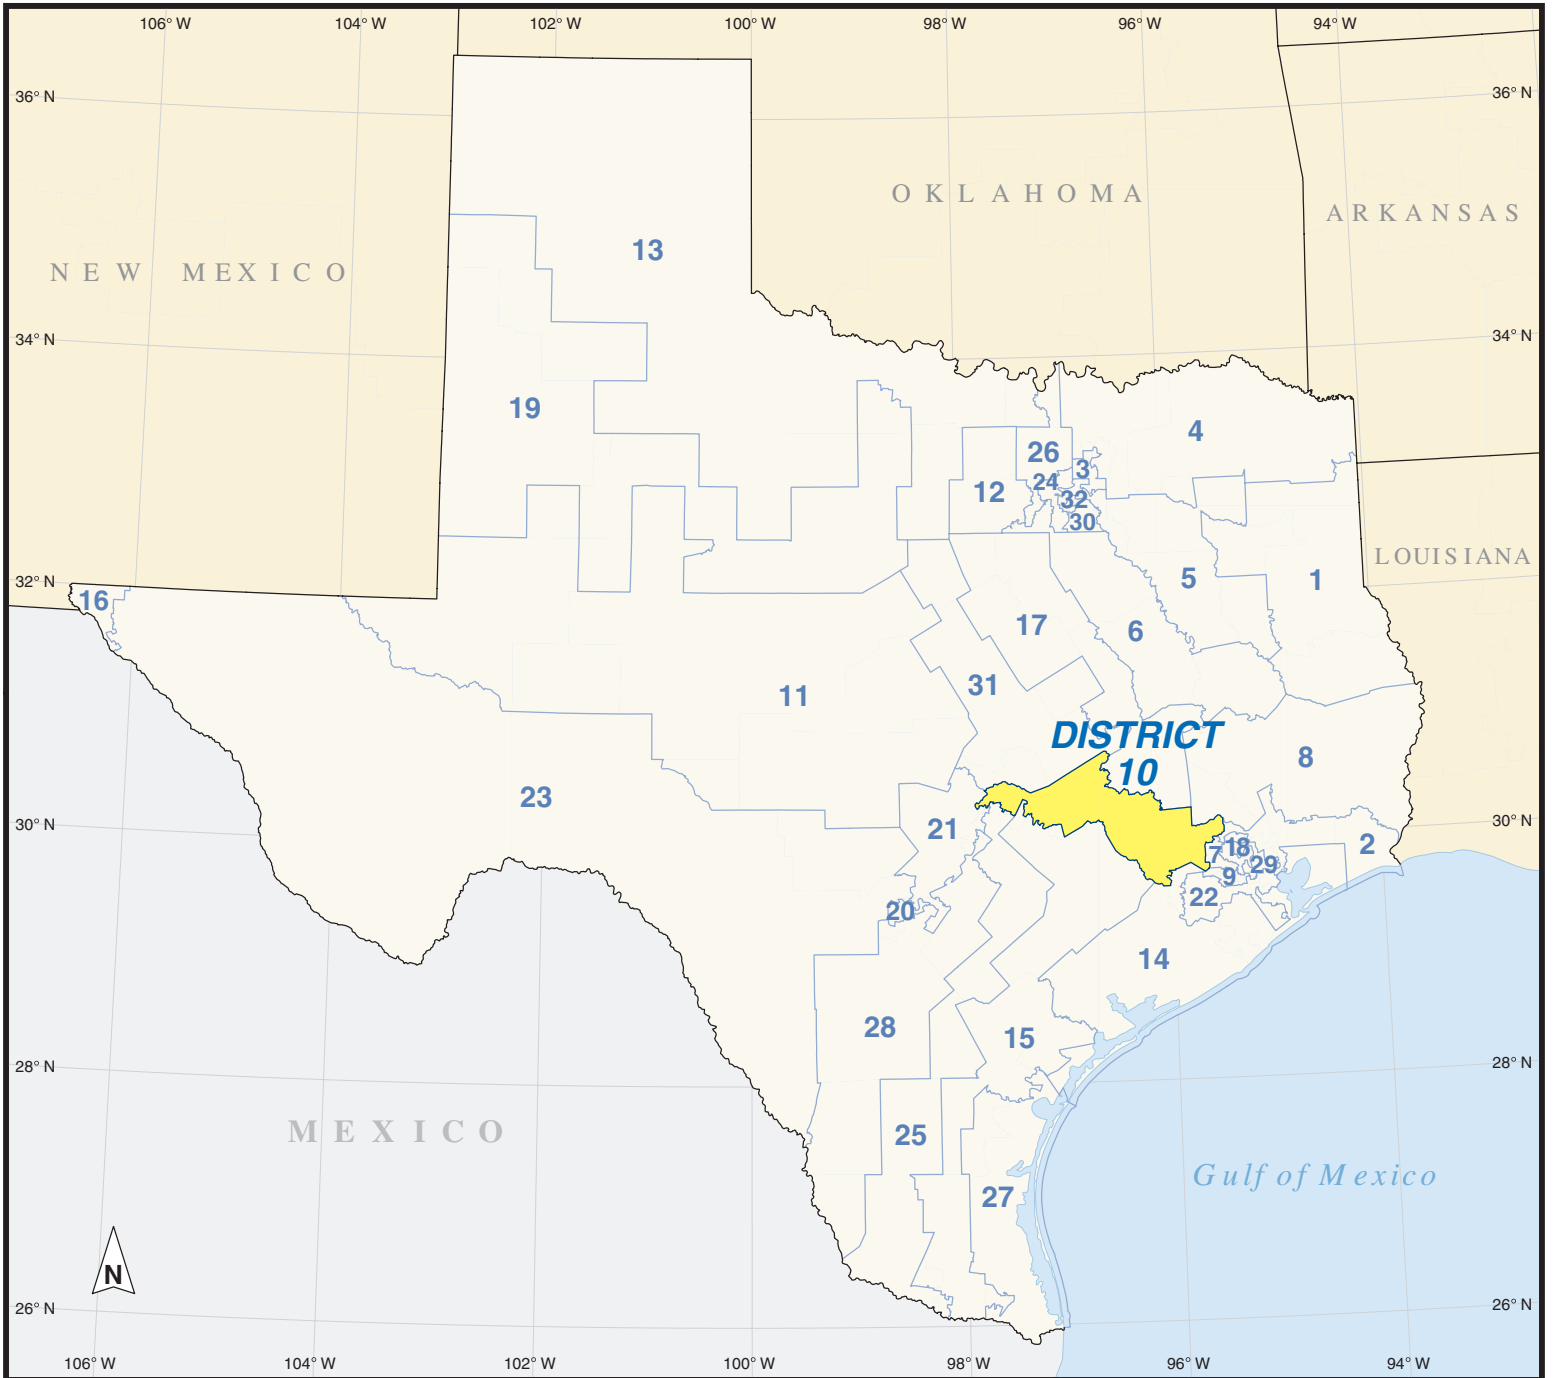 106° W 104° W 102° W 100° W 98° W 96° W 94° W
36° N 36° N
OKLAHOMA
ARKANSAS
13
NEW MEXICO
34° N 34° N
19
4
26
3
24
12
32
30
LOUISIANA
32° N
5
1
16
17
6
31
11
DISTRICT
10
8
23
30° N 30° N
21
2
18
7
29
9
22
20
14
28
15
28° N 28° N
MEXICO
25
Gulf of Mexico
27
N
26° N 26° N
106° W 104° W 102° W 100° W 98° W 96° W 94° W